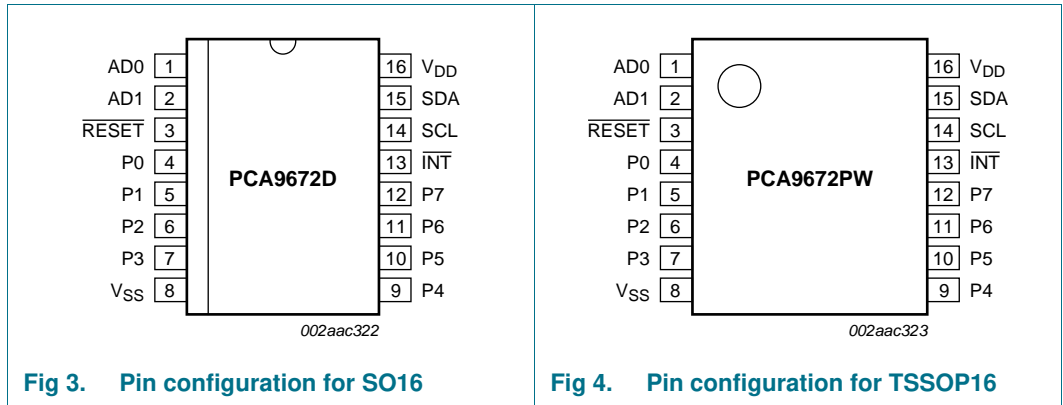 AD0 1 16 VDD
AD1 2 15 SDA
RESET 3 14 SCL
P0 4 13 INT
PCA9672D
P1 5 12 P7
P2 6 11 P6
P3 7 10 P5
VSS 8 9 P4
002aac322
Fig 3. Pin configuration for SO16
AD0 1 16 VDD
AD1 2 15 SDA
RESET 3 14 SCL
P0 4 13 INT
PCA9672PW
P1 5 12 P7
P2 6 11 P6
P3 7 10 P5
VSS 8 9 P4
002aac323
Fig 4. Pin configuration for TSSOP16